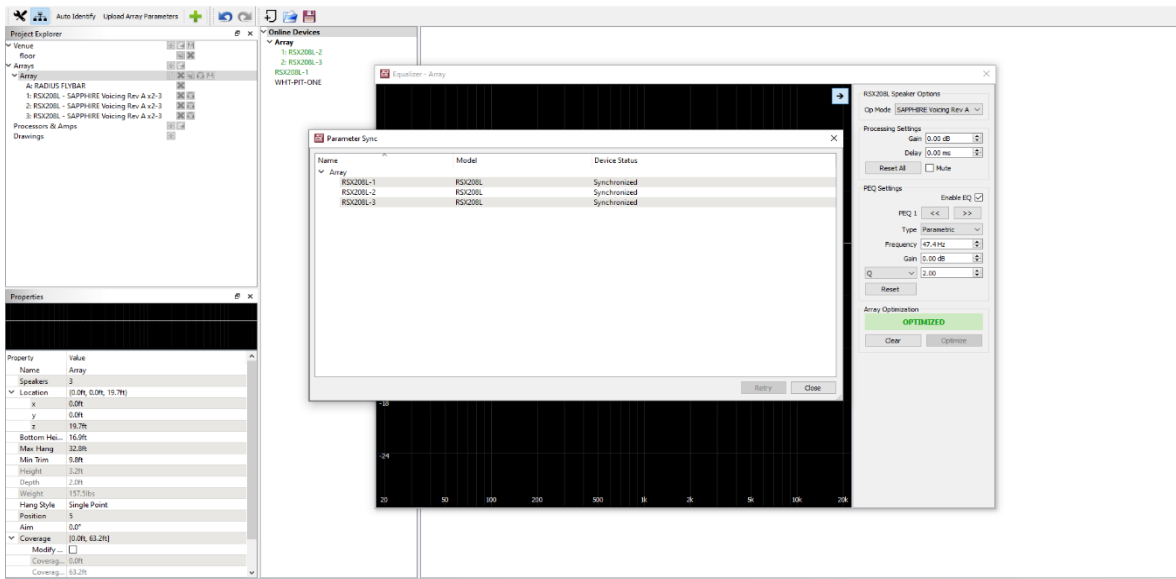 Auto Identify Upload Array Parameters
Project Explorer
Venue
floor
Arrays
Array
A: RADIUS FLYBAR
1: RSX208L - SAPPHIRE Voicing Rev A x2-3
2: RSX208L - SAPPHIRE Voicing Rev A x2-3
3: RSX208L - SAPPHIRE Voicing Rev A x2-3
Processors & Amps
Drawings
Online Devices
Array
1: RSX208L-2
2: RSX208L-3
RSX208L-1
WHT-PIT-ONE
Equalizer - Array
Parameter Sync
Name Model Device Status
Array
RSX208L-1 RSX208L Synchronized
RSX208L-2 RSX208L Synchronized
RSX208L-3 RSX208L Synchronized
Retry Close
-18
-24
20 50 100 200 500 1k 2k 5k 10k 20k
RSX208L Speaker Options
Op Mode SAPPHIRE Voicing Rev A
Processing Settings
Gain 0.00 dB
Delay 0.00 ms
Reset All Mute
PEQ Settings
Enable EQ
PEQ 1 << >>
Type Parametric
Frequency 47.4 Hz
Gain 0.00 dB
Q 2.00
Reset
Array Optimization
OPTIMIZED
Clear Optimize
Properties
Property Value
Name Array
Speakers 3
Location (0.0ft, 0.0ft, 19.7ft)
x 0.0ft
y 0.0ft
z 19.7ft
Bottom Hei... 16.9ft
Max Hang 32.8ft
Min Trim 9.8ft
Height 3.2ft
Depth 2.0ft
Weight 157.5lbs
Hang Style Single Point
Position 5
Aim 0.0°
Coverage [0.0ft, 63.2ft]
Modify ...
Coverag... 0.0ft
Coverag... 63.2ft